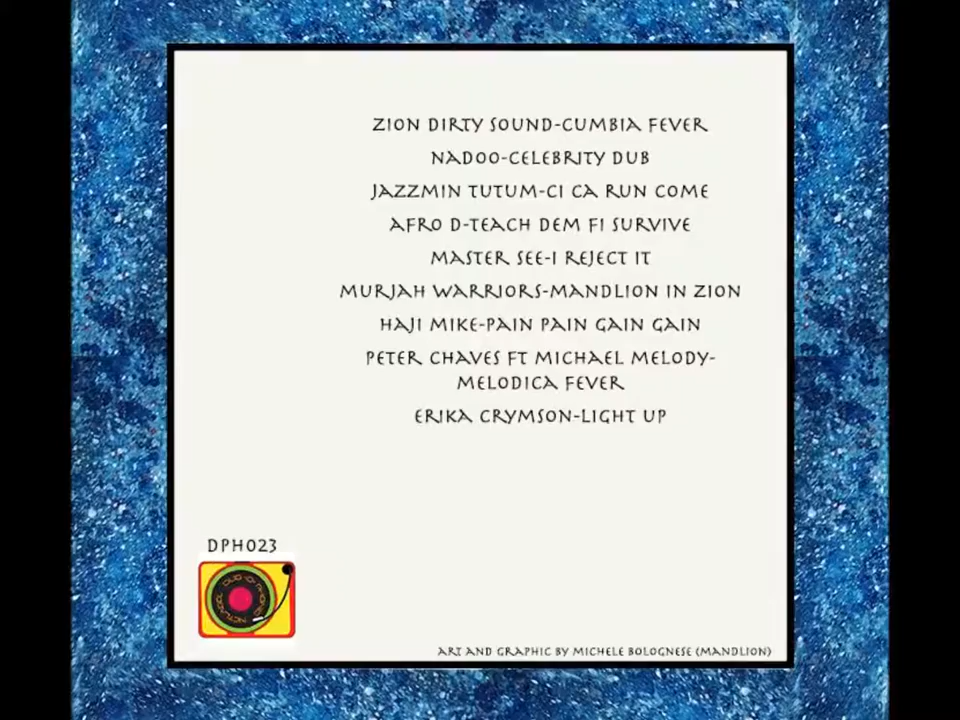 ZION DIRTY SOUND-CUMBIA FEVER
NADOO-CELEBRITY DUB
JAZZMIN TUTUM-CI CA RUN COME
AFRO D-TEACH DEM FI SURVIVE
MASTER SEE-I REJECT IT
MURJAH WARRIORS-MANDLION IN ZION
HAJI MIKE-PAIN PAIN GAIN GAIN
PETER CHAVES FT MICHAEL MELODY-
MELODICA FEVER
ERIKA CRYMSON-LIGHT UP
DPH023
ART AND GRAPHIC BY MICHELE BOLOGNESE (MANDLION)